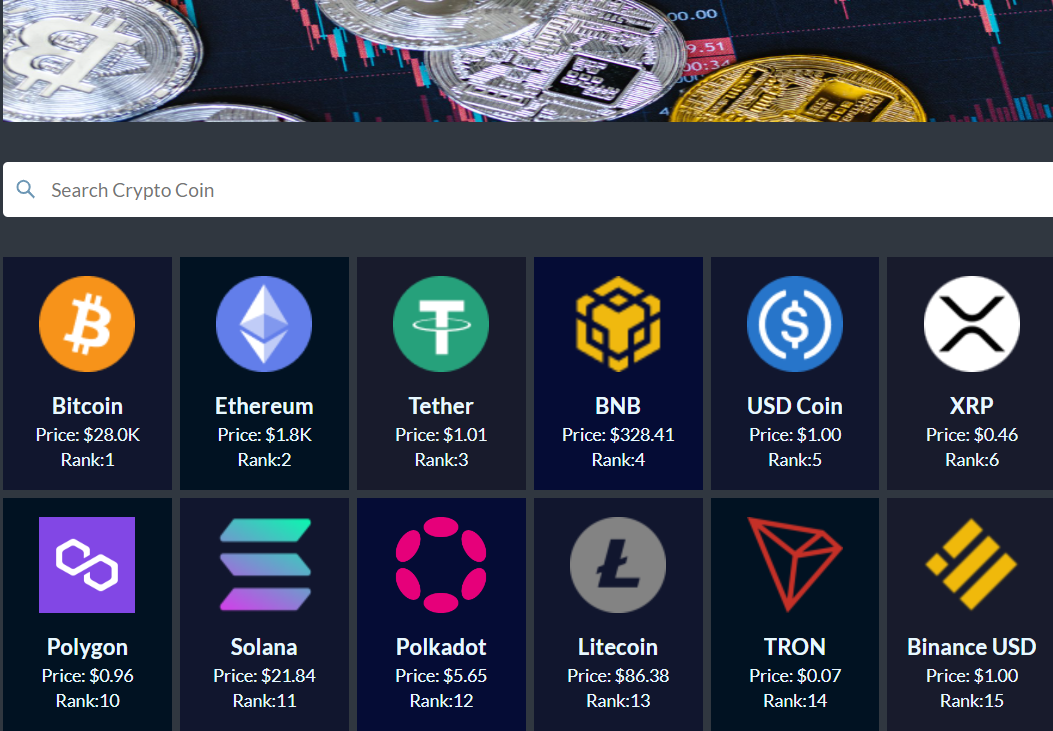 00.00
9.51
00:34
Search Crypto Coin
Bitcoin
Price: $28.0K
Rank:1
Ethereum
Price: $1.8K
Rank:2
Tether
Price: $1.01
Rank:3
BNB
Price: $328.41
Rank:4
USD Coin
Price: $1.00
Rank:5
XRP
Price: $0.46
Rank:6
Polygon
Price: $0.96
Rank:10
Solana
Price: $21.84
Rank:11
Polkadot
Price: $5.65
Rank:12
Litecoin
Price: $86.38
Rank:13
TRON
Price: $0.07
Rank:14
Binance USD
Price: $1.00
Rank:15